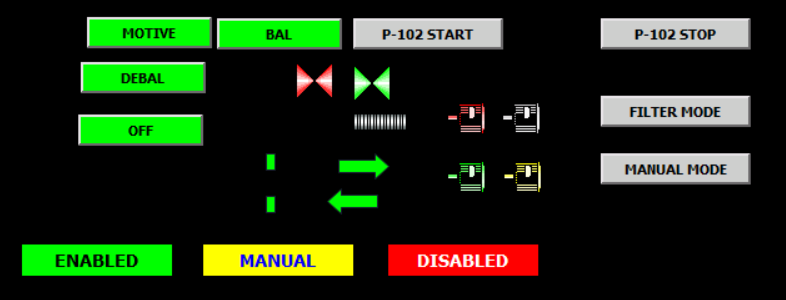 MOTIVE
BAL
P-102 START
P-102 STOP
DEBAL
FILTER MODE
OFF
MANUAL MODE
ENABLED
MANUAL
DISABLED